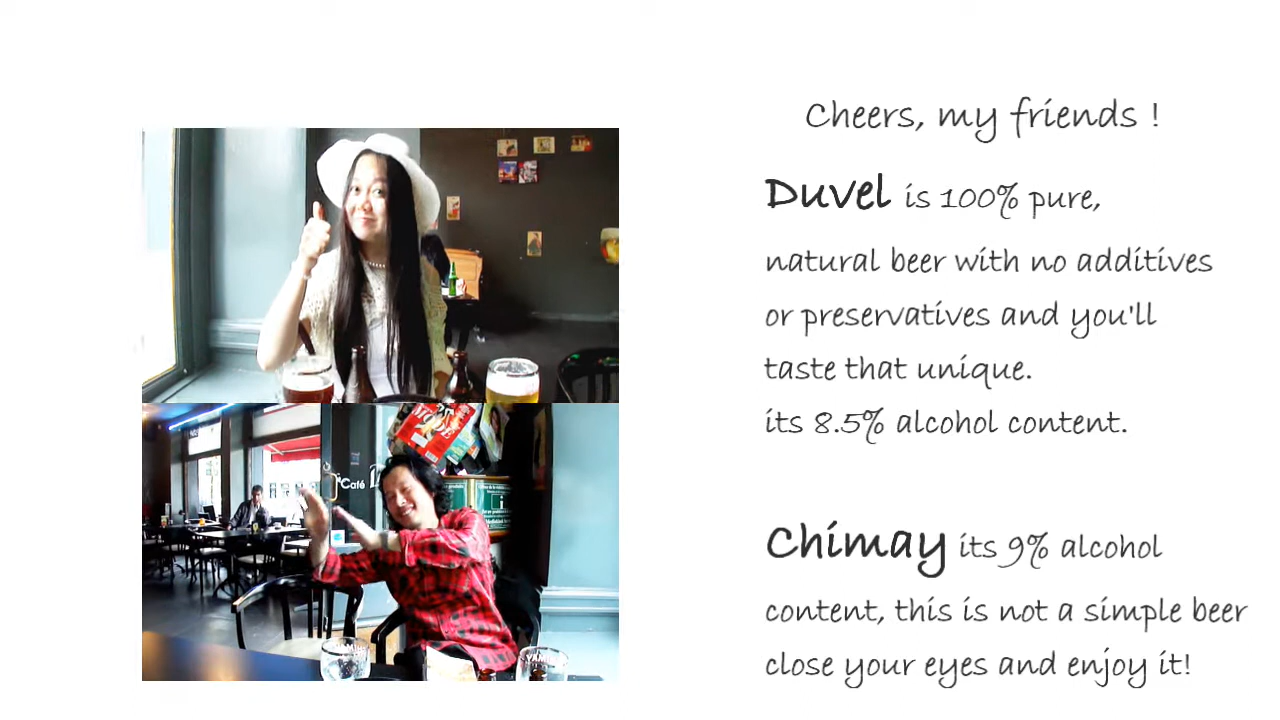 Cheers, my friends !
Duvel is 100% pure,
natural beer with no additives
or preservatives and you'll
taste that unique.
its 8.5% alcohol content.
Chimay its 9% alcohol
content, this is not a simple beer
close your eyes and enjoy it!
Café